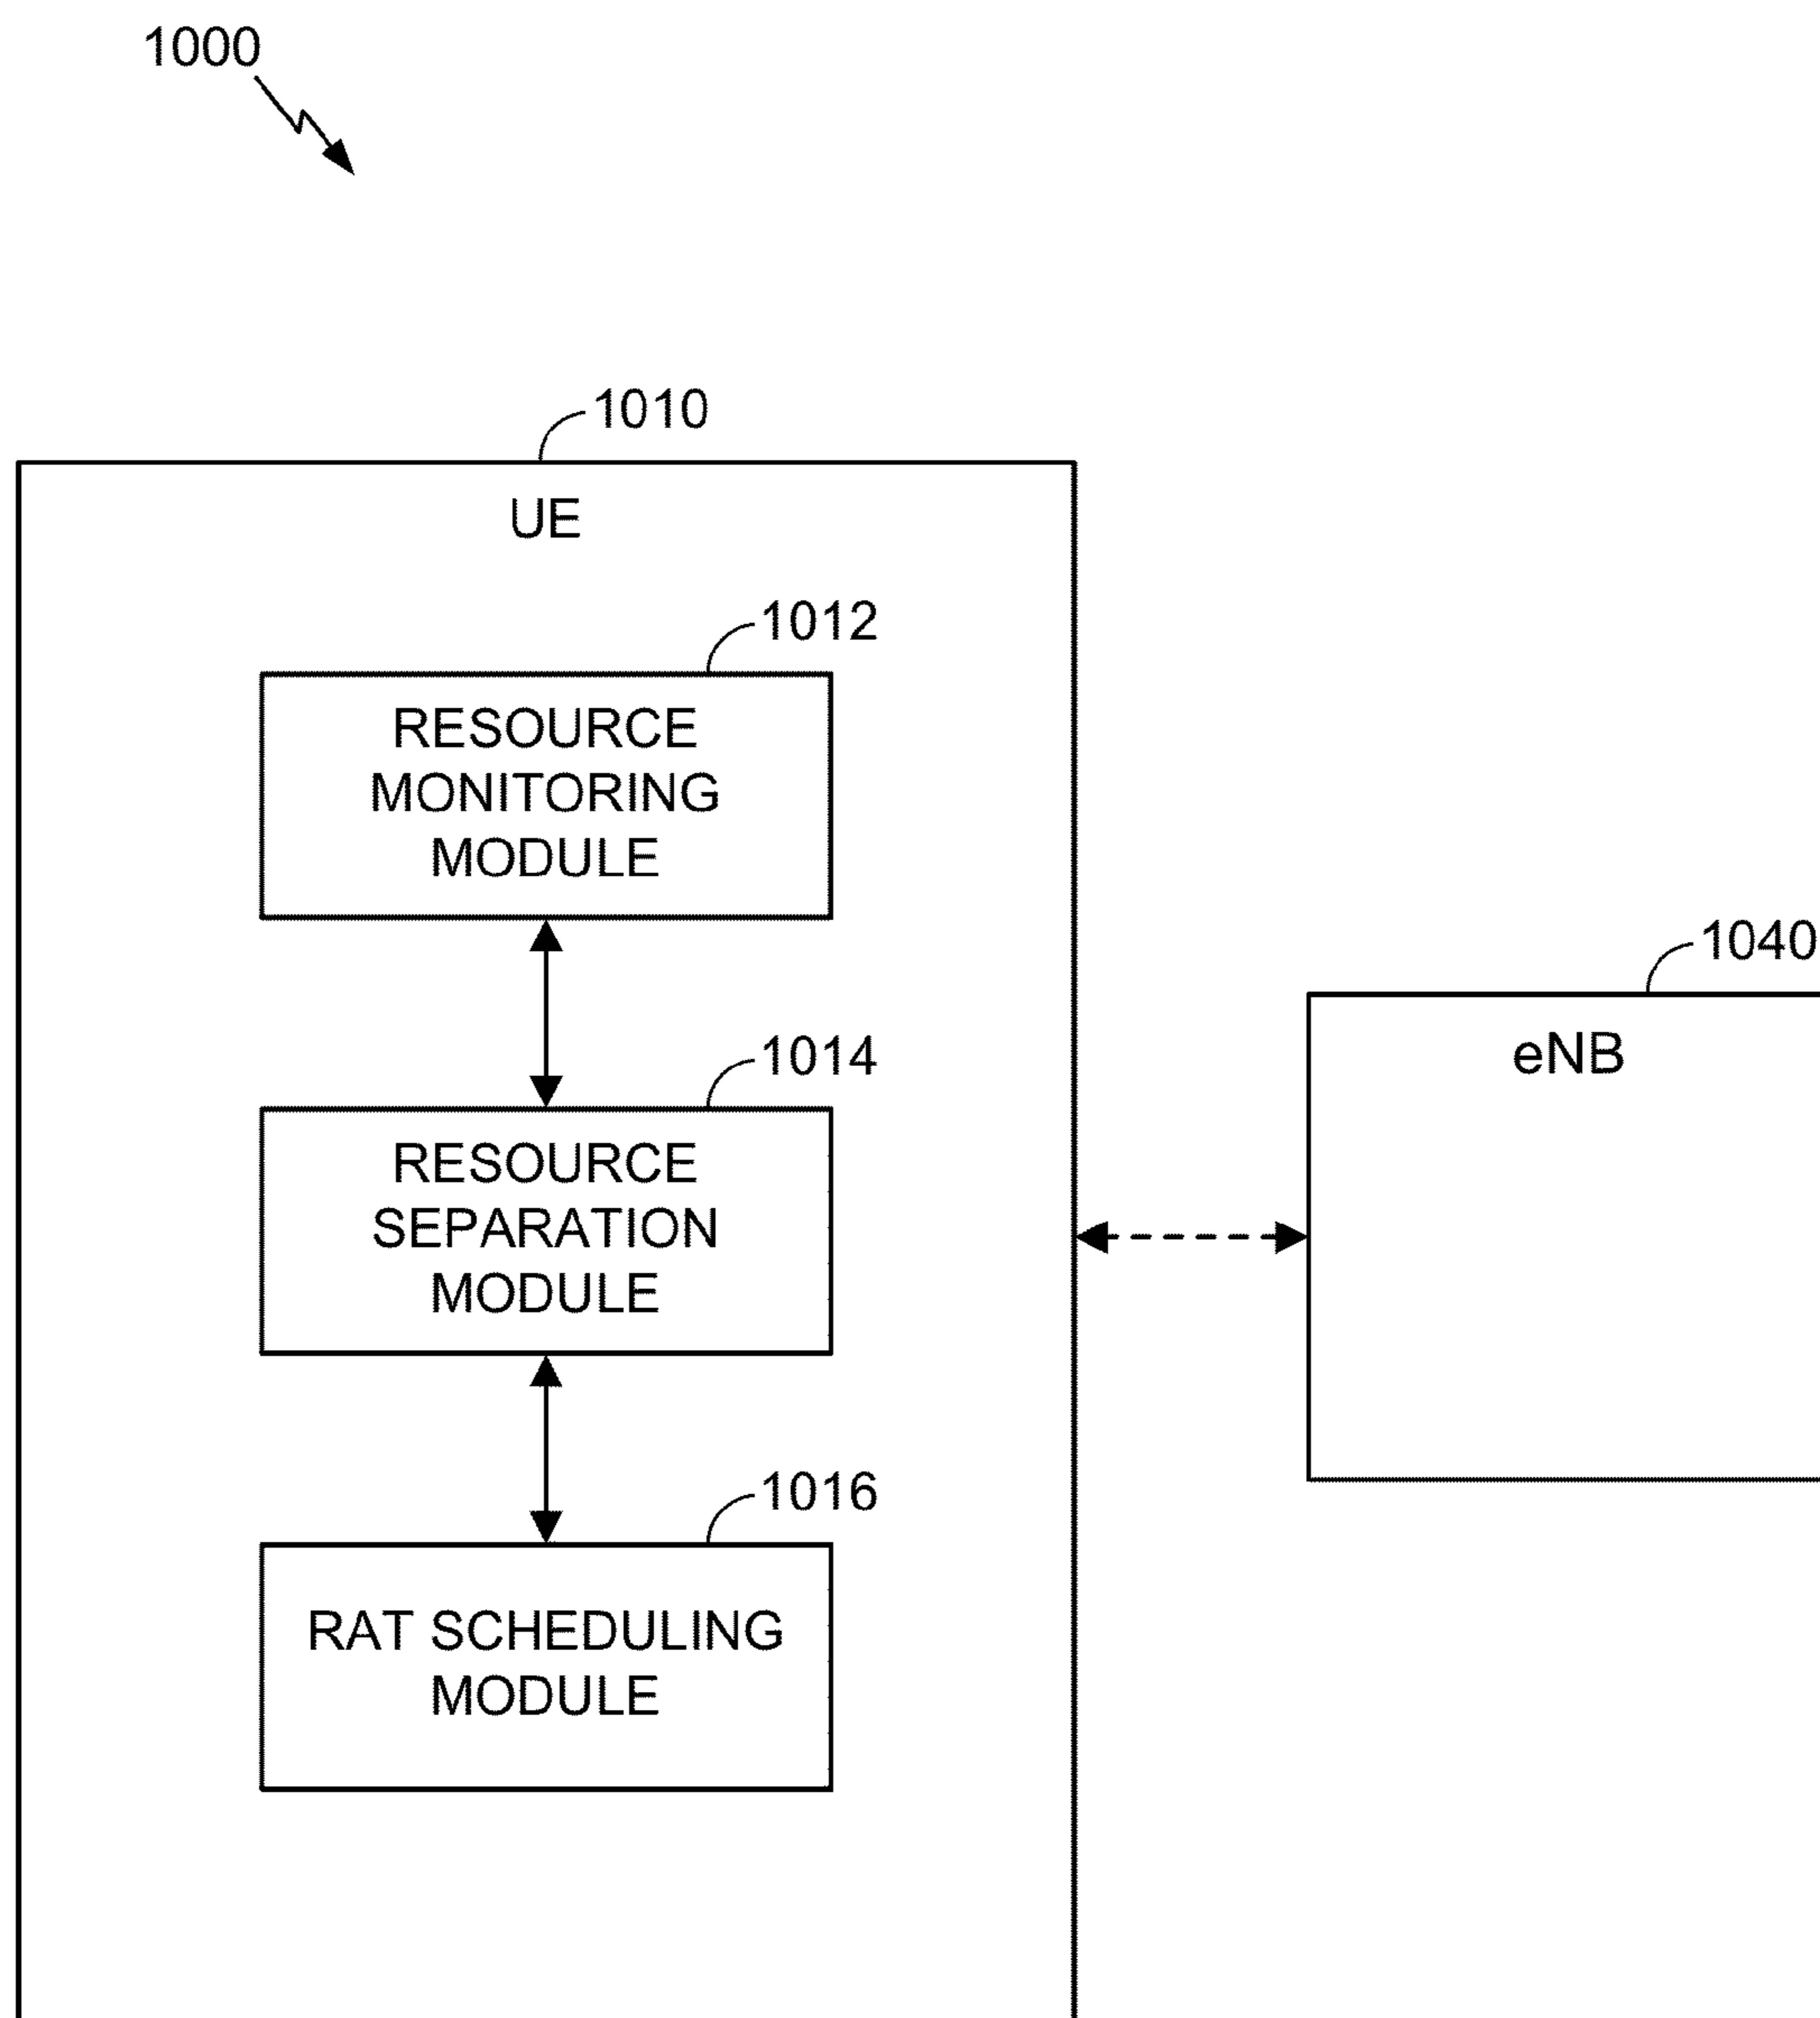 1000
1010
UE
1012
RESOURCE
MONITORING
MODULE
1040
eNB
1014
RESOURCE
SEPARATION
MODULE
1016
RAT SCHEDULING
MODULE